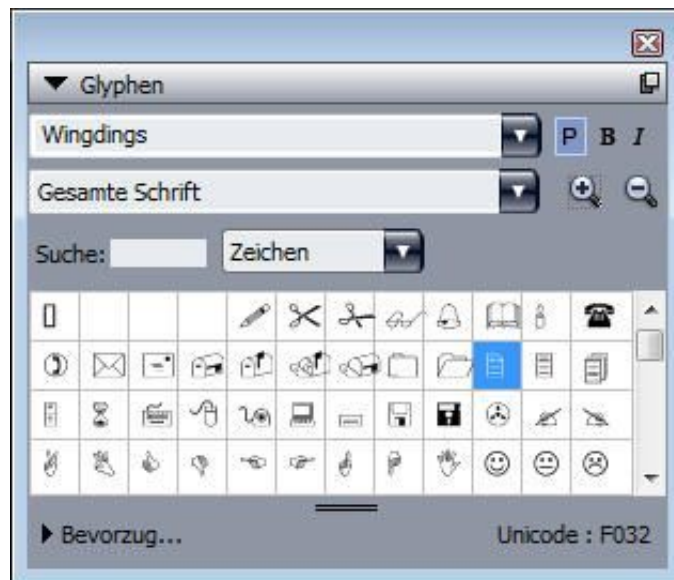 Glyphen
Wingdings
P B I
Gesamte Schrift
Suche:
Zeichen
Bevorzug...
Unicode : F032